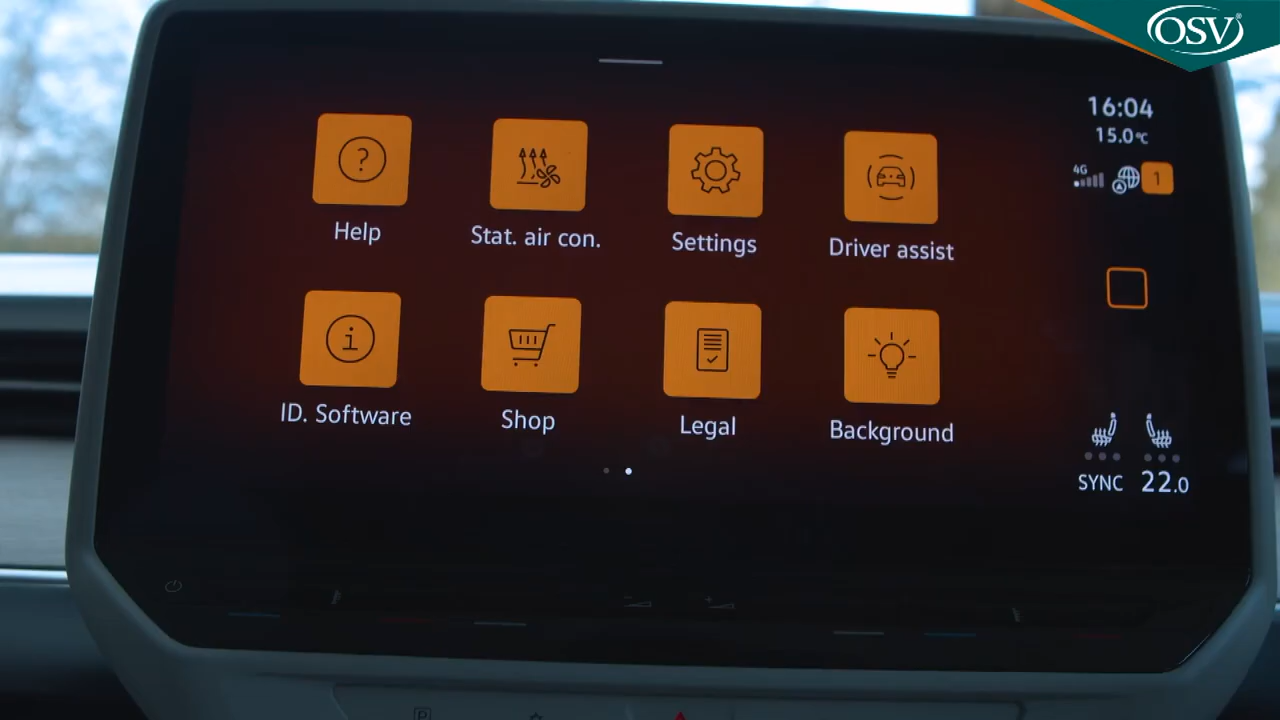 OSV®
16:04
15.0°C
4G
1
?
Help
Stat. air con.
Settings
Driver assist
i
ID. Software
Shop
Legal
Background
SYNC 22.0
P